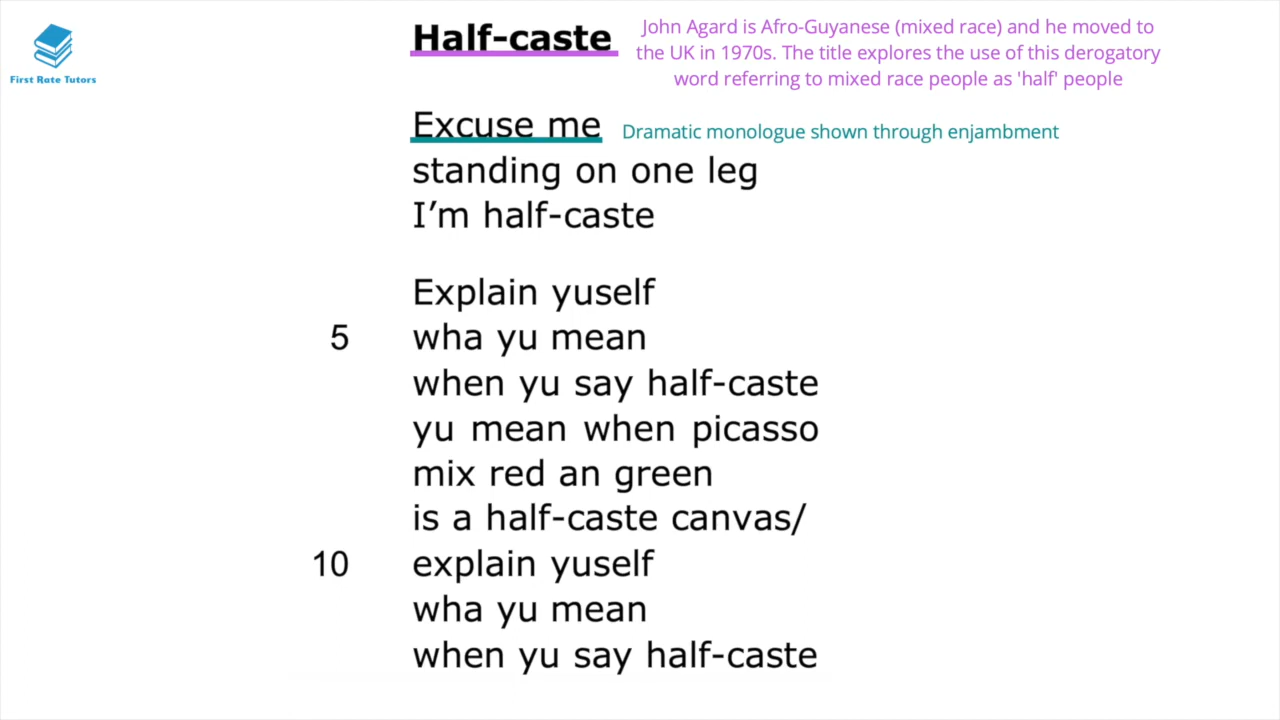 First Rate Tutors
Half-caste
John Agard is Afro-Guyanese (mixed race) and he moved to
the UK in 1970s. The title explores the use of this derogatory
word referring to mixed race people as 'half' people
Excuse me
Dramatic monologue shown through enjambment
standing on one leg
I’m half-caste
Explain yuself
5 wha yu mean
when yu say half-caste
yu mean when picasso
mix red an green
is a half-caste canvas/
10 explain yuself
wha yu mean
when yu say half-caste